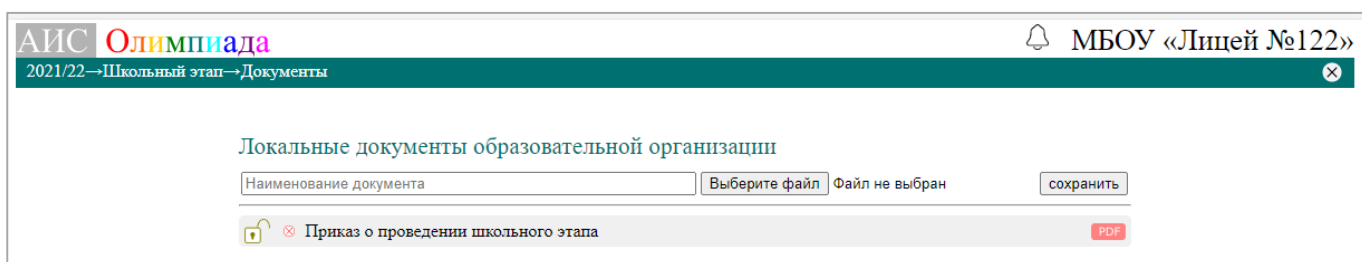 АИС Олимпиада МБОУ «Лицей №122»
2021/22→Школьный этап→Документы
Локальные документы образовательной организации
Наименование документа Выберите файл Файл не выбран сохранить
Приказ о проведении школьного этапа PDF